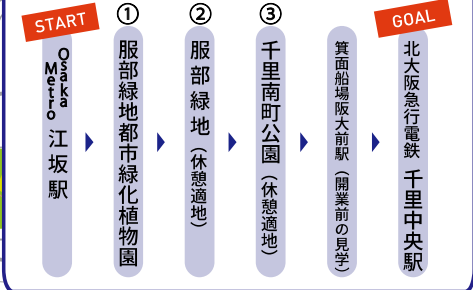 START
Osaka Metro 江坂駅
①
服部緑地都市緑化植物園
②
服部緑地（休憩適地）
③
千里南町公園（休憩適地）
箕面船場阪大前駅（開業前の見学）
GOAL
北大阪急行電鉄 千里中央駅